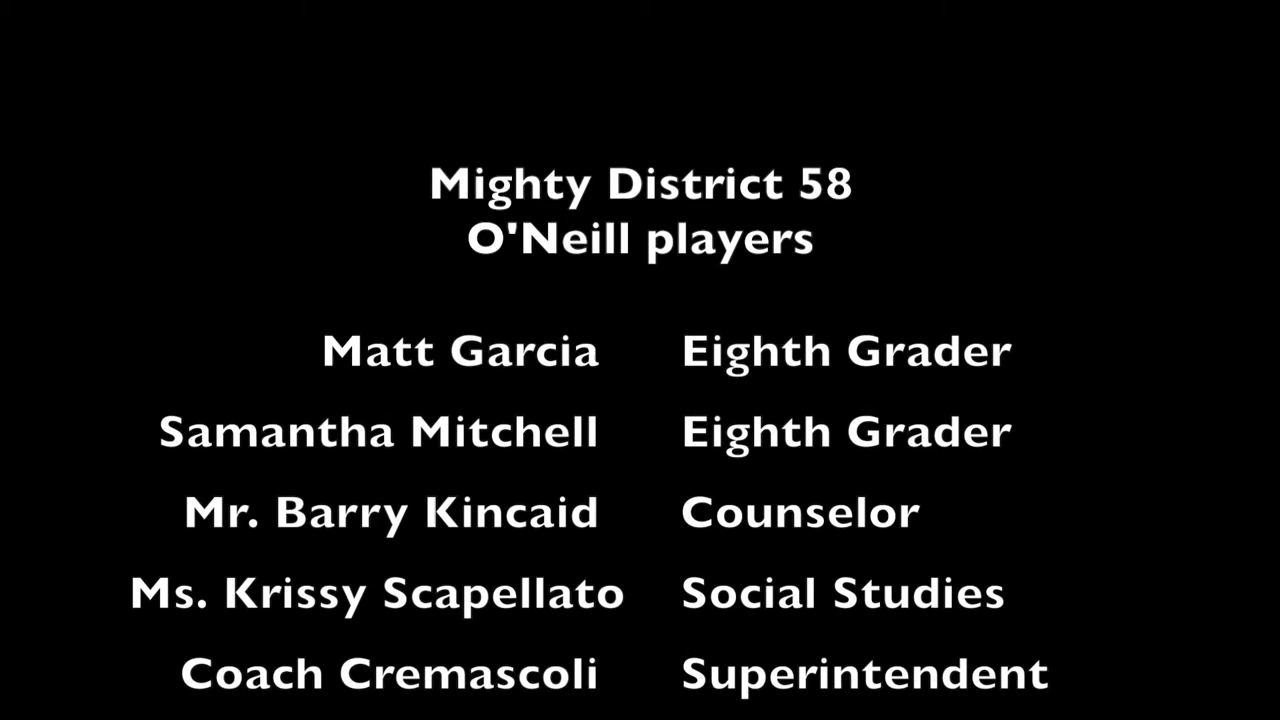 Mighty District 58
O'Neill players
Matt Garcia Eighth Grader
Samantha Mitchell Eighth Grader
Mr. Barry Kincaid Counselor
Ms. Krissy Scapellato Social Studies
Coach Cremascoli Superintendent